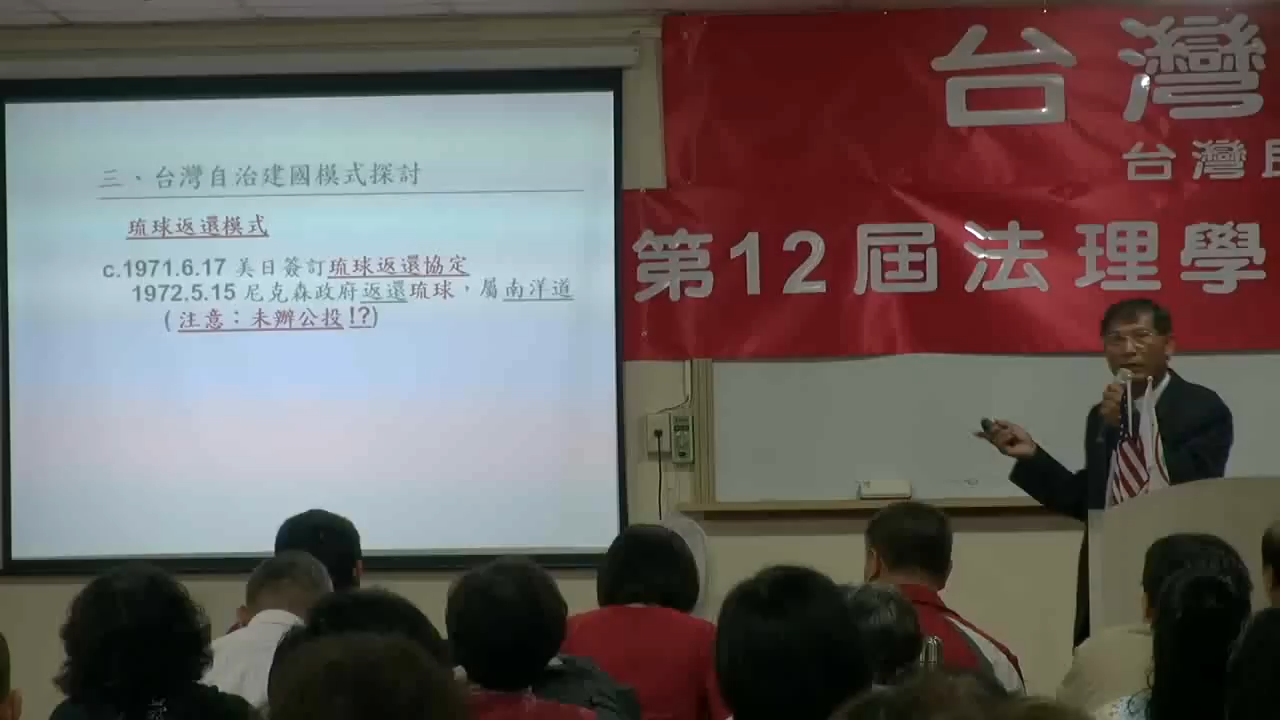 三、台灣自治建國模式探討
琉球返還模式
c.1971.6.17 美日簽訂琉球返還協定
1972.5.15 尼克森政府返還琉球，屬南洋道
( 注意：未辦公投!?)
台灣
台灣民
第12屆法理學